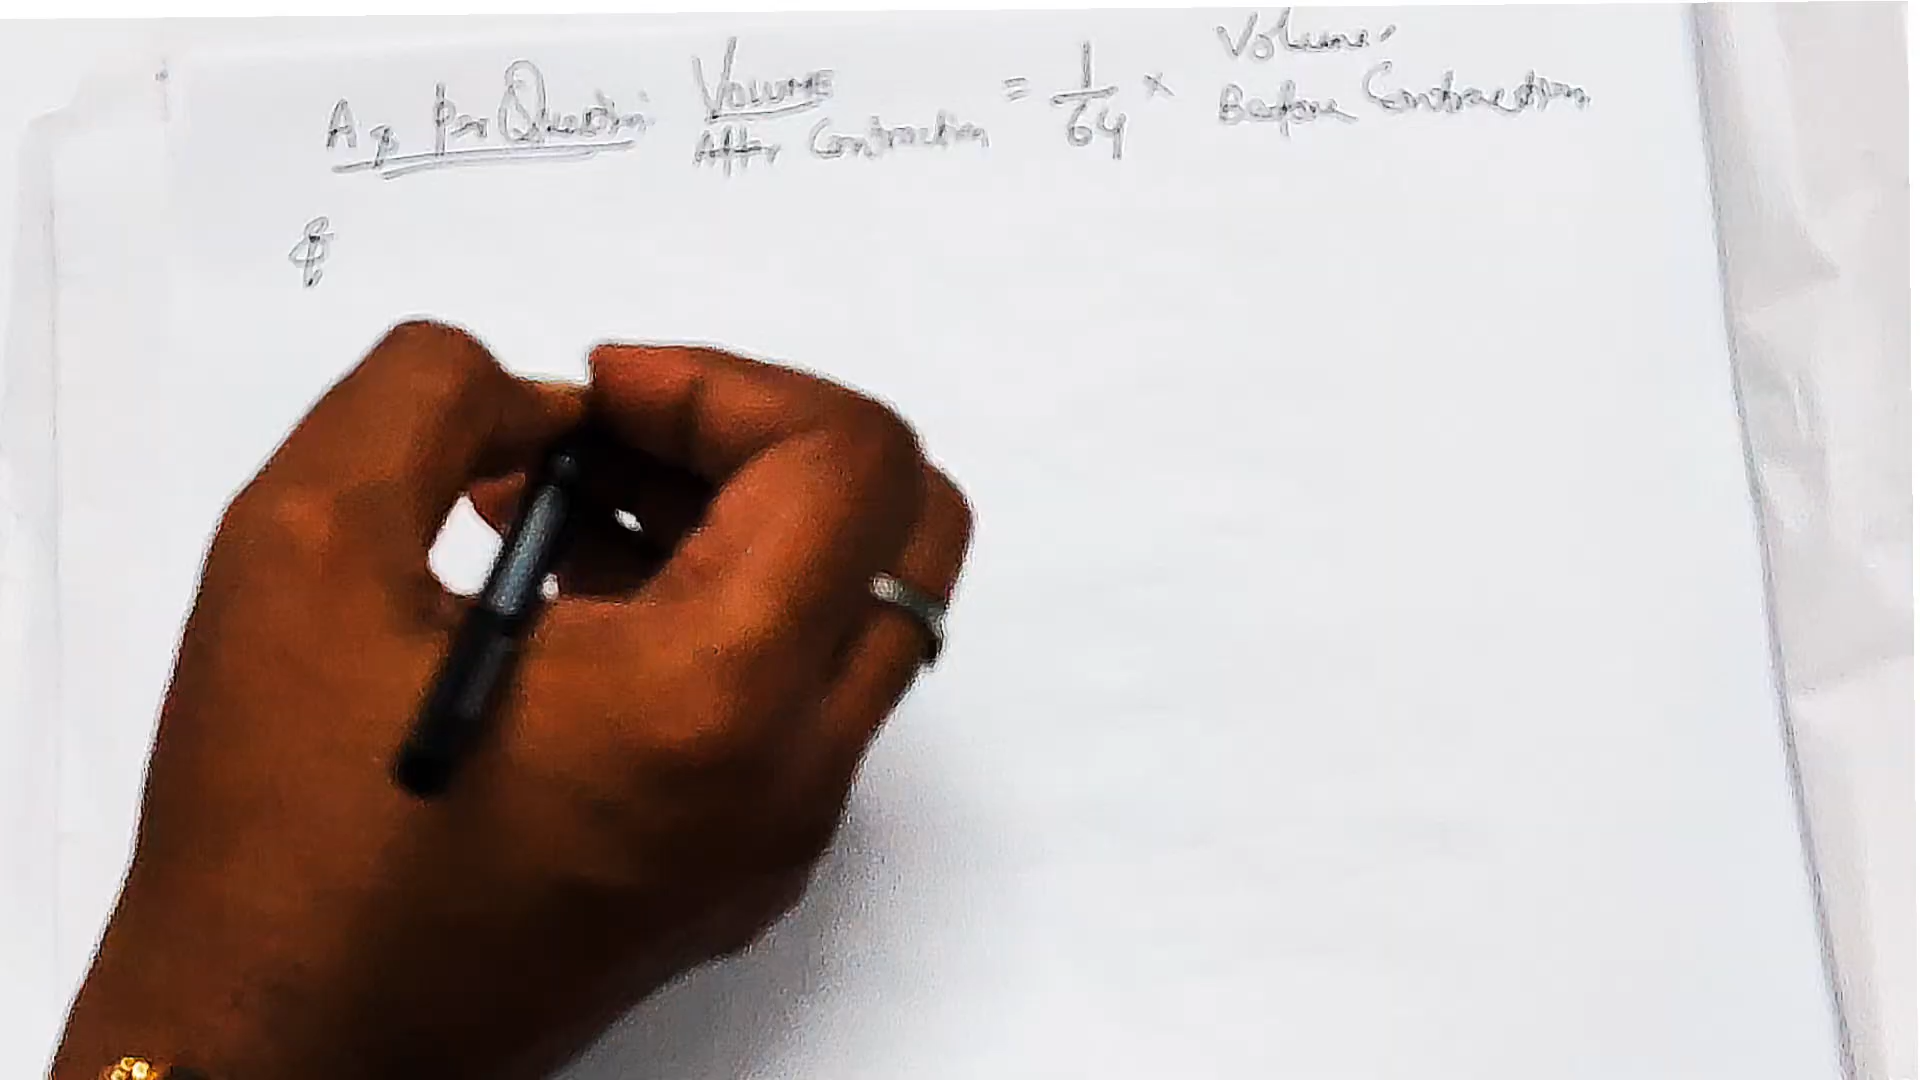 As per Question: Volume After Contraction = 1/64 × Volume Before Contraction